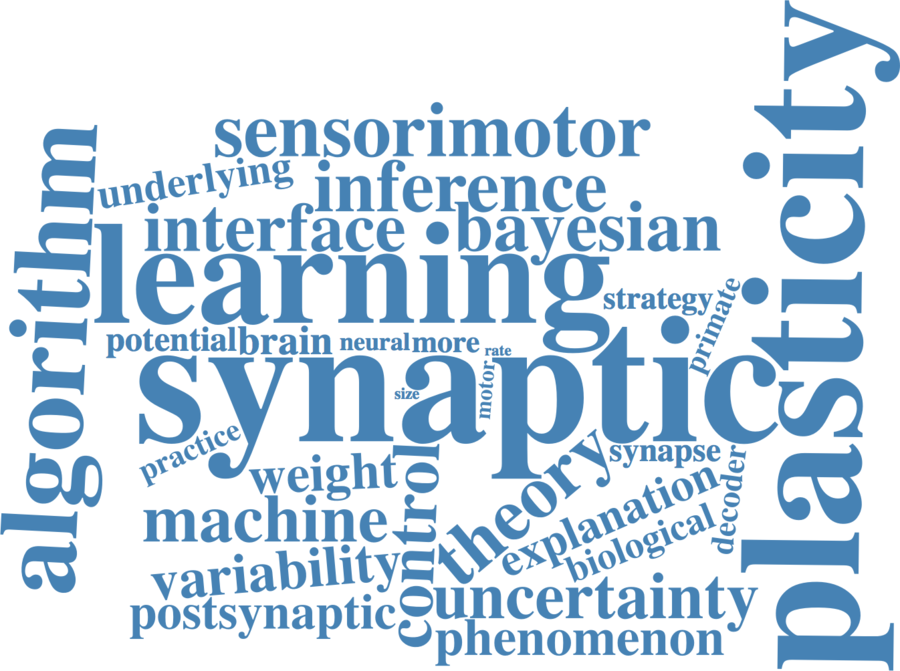 plasticity
sensorimotor
algorithm
underlying
inference
interface
bayesian
learning
strategy
primate
potential
brain
neural
more
rate
synaptic
size
motor
practice
weight
control
theory
synapse
explanation
decoder
machine
biological
variability
uncertainty
postsynaptic
phenomenon